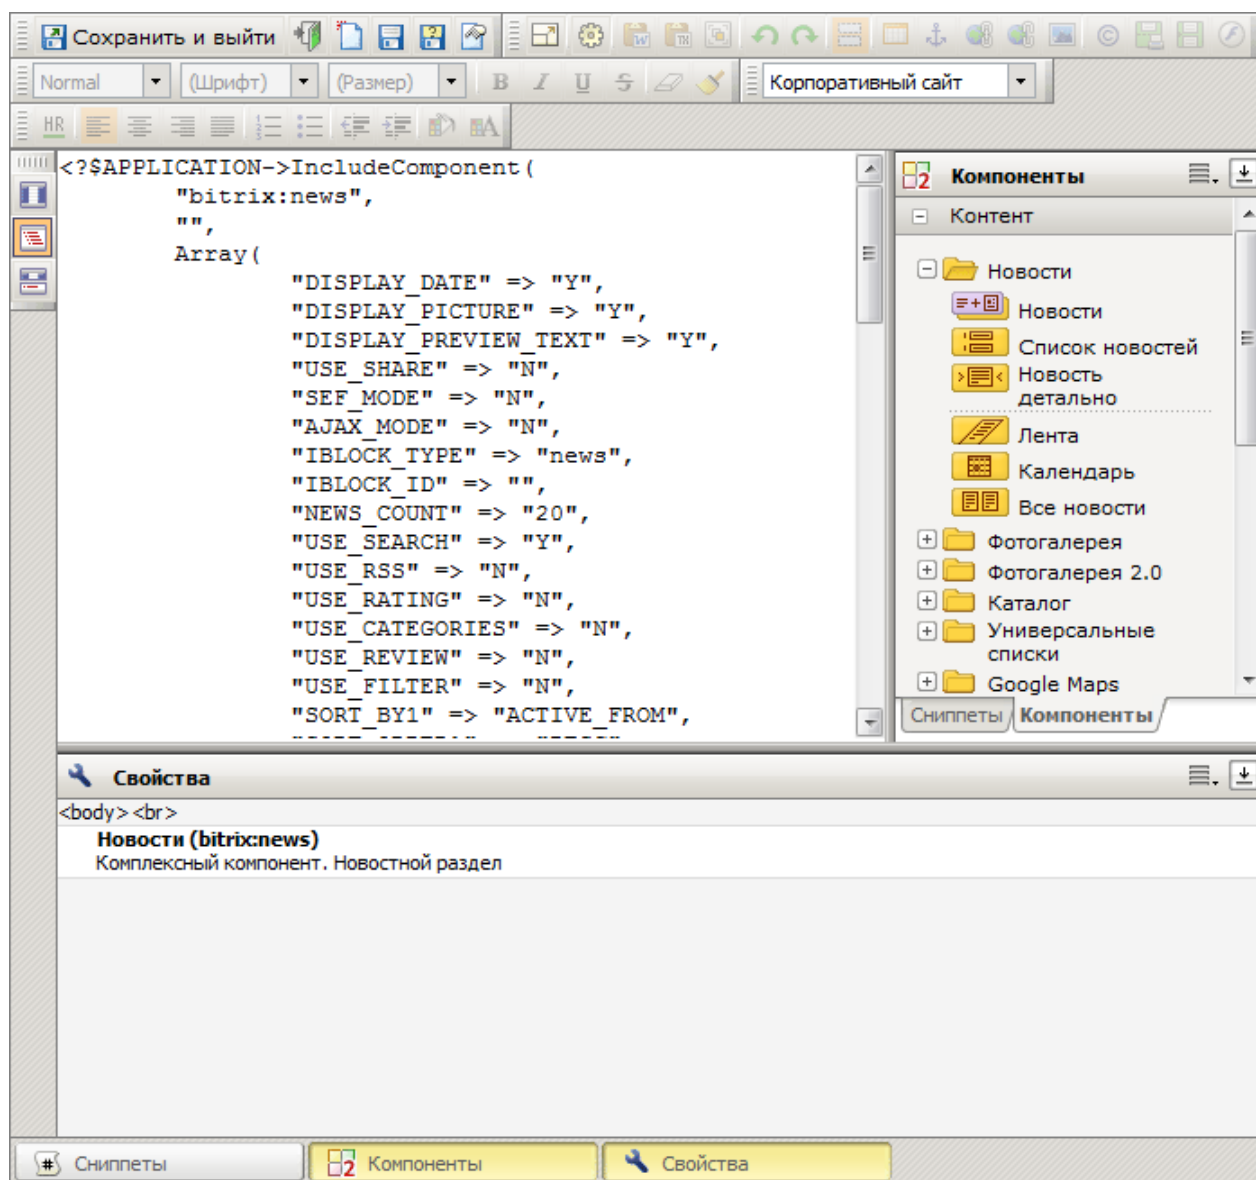 Сохранить и выйти
Normal (Шрифт) (Размер) B I U S Корпоративный сайт
HR
<?$APPLICATION->IncludeComponent(
"bitrix:news",
"",
Array(
"DISPLAY_DATE" => "Y",
"DISPLAY_PICTURE" => "Y",
"DISPLAY_PREVIEW_TEXT" => "Y",
"USE_SHARE" => "N",
"SEF_MODE" => "N",
"AJAX_MODE" => "N",
"IBLOCK_TYPE" => "news",
"IBLOCK_ID" => "",
"NEWS_COUNT" => "20",
"USE_SEARCH" => "Y",
"USE_RSS" => "N",
"USE_RATING" => "N",
"USE_CATEGORIES" => "N",
"USE_REVIEW" => "N",
"USE_FILTER" => "N",
"SORT_BY1" => "ACTIVE_FROM",
2 Компоненты
Контент
Новости
Новости
Список новостей
Новость
детально
Лента
Календарь
Все новости
Фотогалерея
Фотогалерея 2.0
Каталог
Универсальные
списки
Google Maps
Сниппеты Компоненты
Свойства
<body><br>
Новости (bitrix:news)
Комплексный компонент. Новостной раздел
# Сниппеты 2 Компоненты Свойства